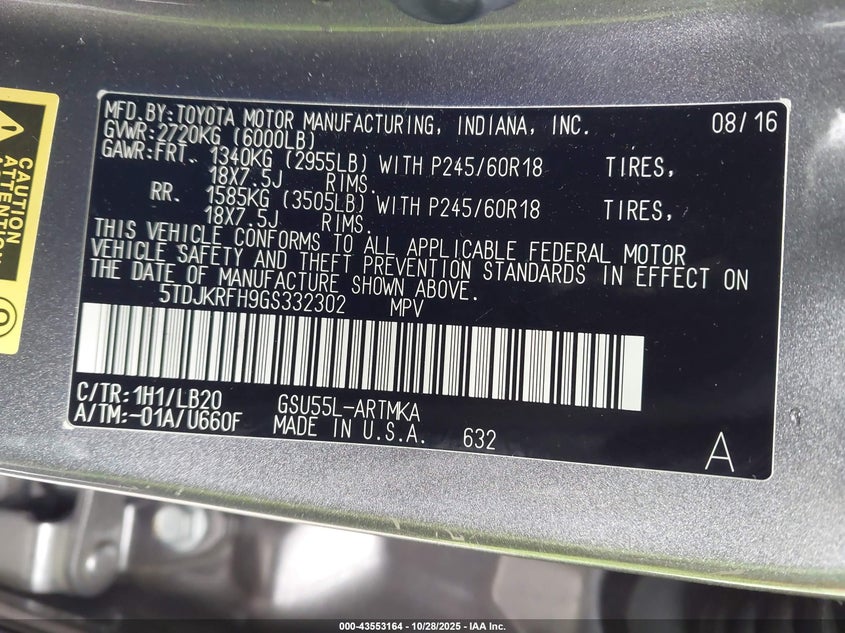 MFD. BY: TOYOTA MOTOR MANUFACTURING, INDIANA, INC. 08/16
GVWR: 2720KG (6000LB)
GAWR: FRT. 1340KG (2955LB) WITH P245/60R18 TIRES,
18X7.5J RIMS.
RR. 1585KG (3505LB) WITH P245/60R18 TIRES,
18X7.5J RIMS.
THIS VEHICLE CONFORMS TO ALL APPLICABLE FEDERAL MOTOR
VEHICLE SAFETY AND THEFT PREVENTION STANDARDS IN EFFECT ON
THE DATE OF MANUFACTURE SHOWN ABOVE.
5TDJKRFH9GS332302 MPV
C/TR: 1H1/LB20 GSU55L-ARTMKA
A/TM: -01A/U660F MADE IN U.S.A. 632
A
CAUTION
ATTENTION
000-43553164 - 10/28/2025 - IAA Inc.